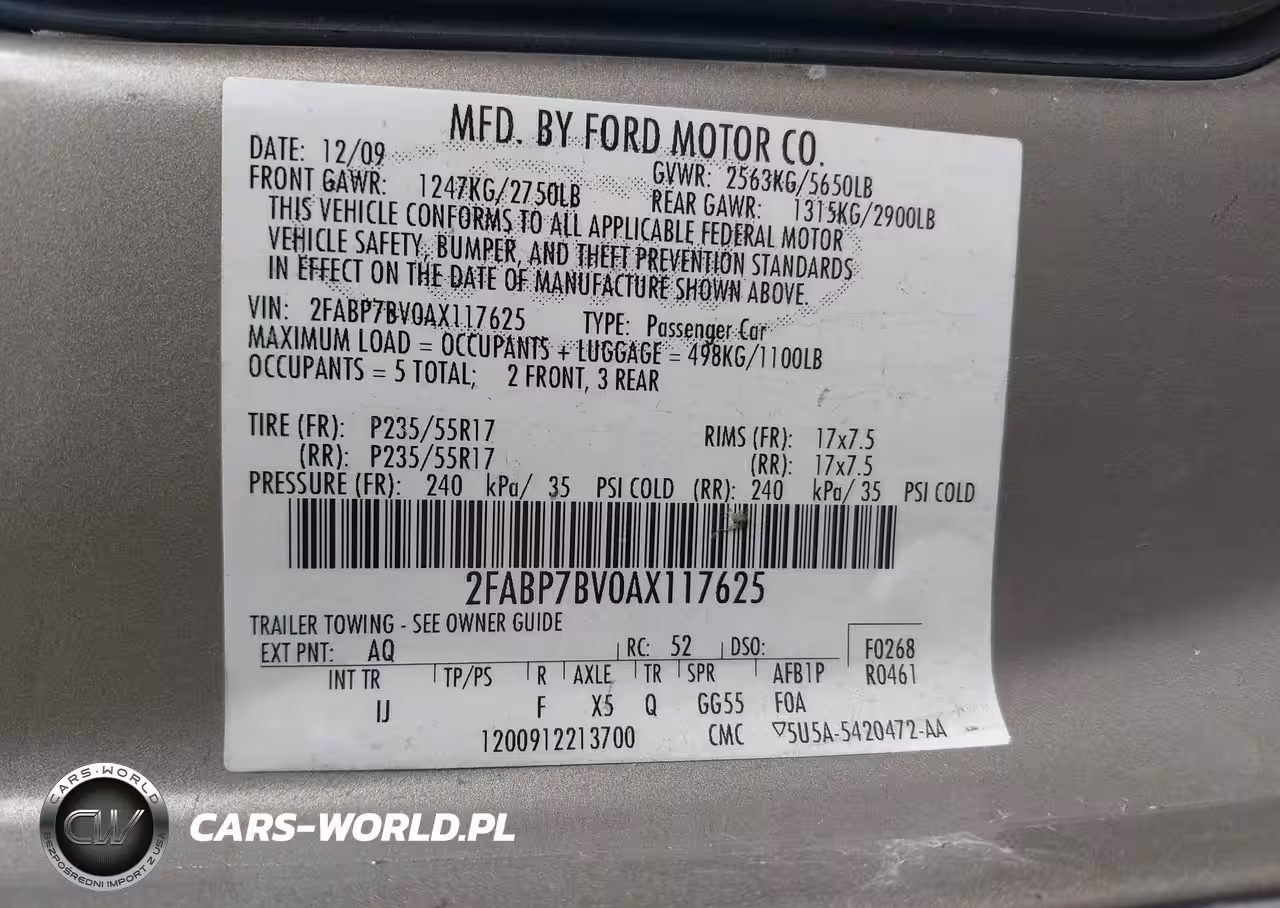 MFD. BY FORD MOTOR CO.
DATE: 12/09 GVWR: 2563KG/5650LB
FRONT GAWR: 1247KG/2750LB REAR GAWR: 1315KG/2900LB
THIS VEHICLE CONFORMS TO ALL APPLICABLE FEDERAL MOTOR
VEHICLE SAFETY, BUMPER, AND THEFT PREVENTION STANDARDS
IN EFFECT ON THE DATE OF MANUFACTURE SHOWN ABOVE.
VIN: 2FABP7BV0AX117625 TYPE: Passenger Car
MAXIMUM LOAD = OCCUPANTS + LUGGAGE = 498KG/1100LB
OCCUPANTS = 5 TOTAL; 2 FRONT, 3 REAR
TIRE (FR): P235/55R17 RIMS (FR): 17x7.5
(RR): P235/55R17 (RR): 17x7.5
PRESSURE (FR): 240 kPa/ 35 PSI COLD (RR): 240 kPa/ 35 PSI COLD
2FABP7BV0AX117625
TRAILER TOWING - SEE OWNER GUIDE
EXT PNT: AQ RC: 52 DSO: F0268
INT TR TP/PS R AXLE TR SPR AFB1P R0461
IJ F X5 Q GG55 F0A
1200912213700 CMC ▽5U5A-5420472-AA
CARS-WORLD
CW
BEZPOŚREDNI IMPORT Z USA
CARS-WORLD.PL